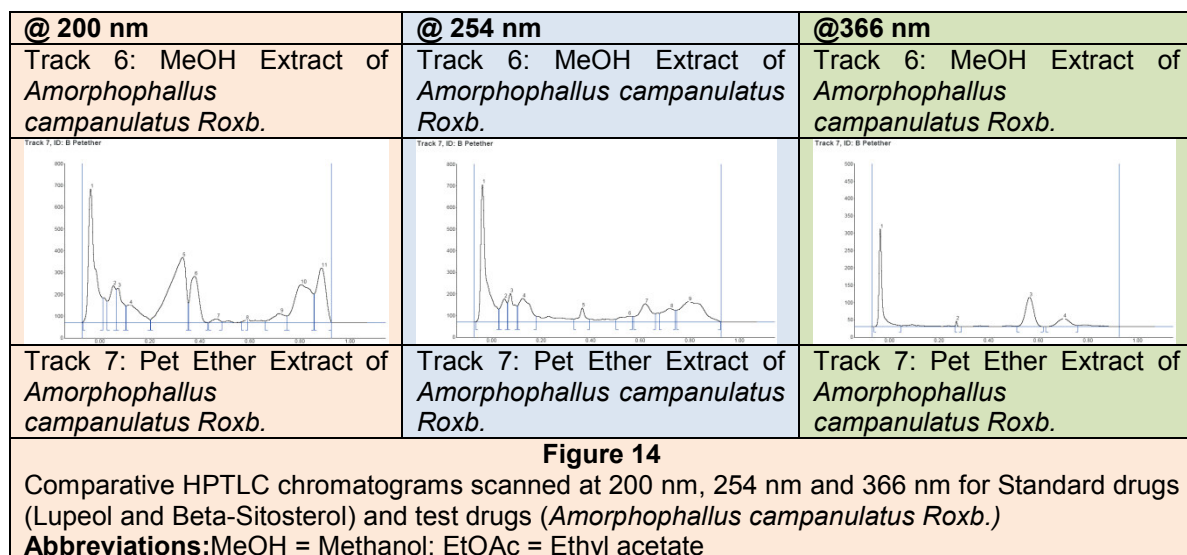 @ 200 nm
@ 254 nm
@366 nm
Track 6: MeOH Extract of
Amorphophallus
campanulatus Roxb.
Track 6: MeOH Extract of
Amorphophallus campanulatus
Roxb.
Track 6: MeOH Extract of
Amorphophallus
campanulatus Roxb.
Track 7, ID: B Petether
Track 7, ID: B Petether
Track 7, ID: B Petether
Track 7: Pet Ether Extract of
Amorphophallus
campanulatus Roxb.
Track 7: Pet Ether Extract of
Amorphophallus campanulatus
Roxb.
Track 7: Pet Ether Extract of
Amorphophallus
campanulatus Roxb.
Figure 14
Comparative HPTLC chromatograms scanned at 200 nm, 254 nm and 366 nm for Standard drugs
(Lupeol and Beta-Sitosterol) and test drugs (Amorphophallus campanulatus Roxb.)
Abbreviations:MeOH = Methanol; EtOAc = Ethyl acetate